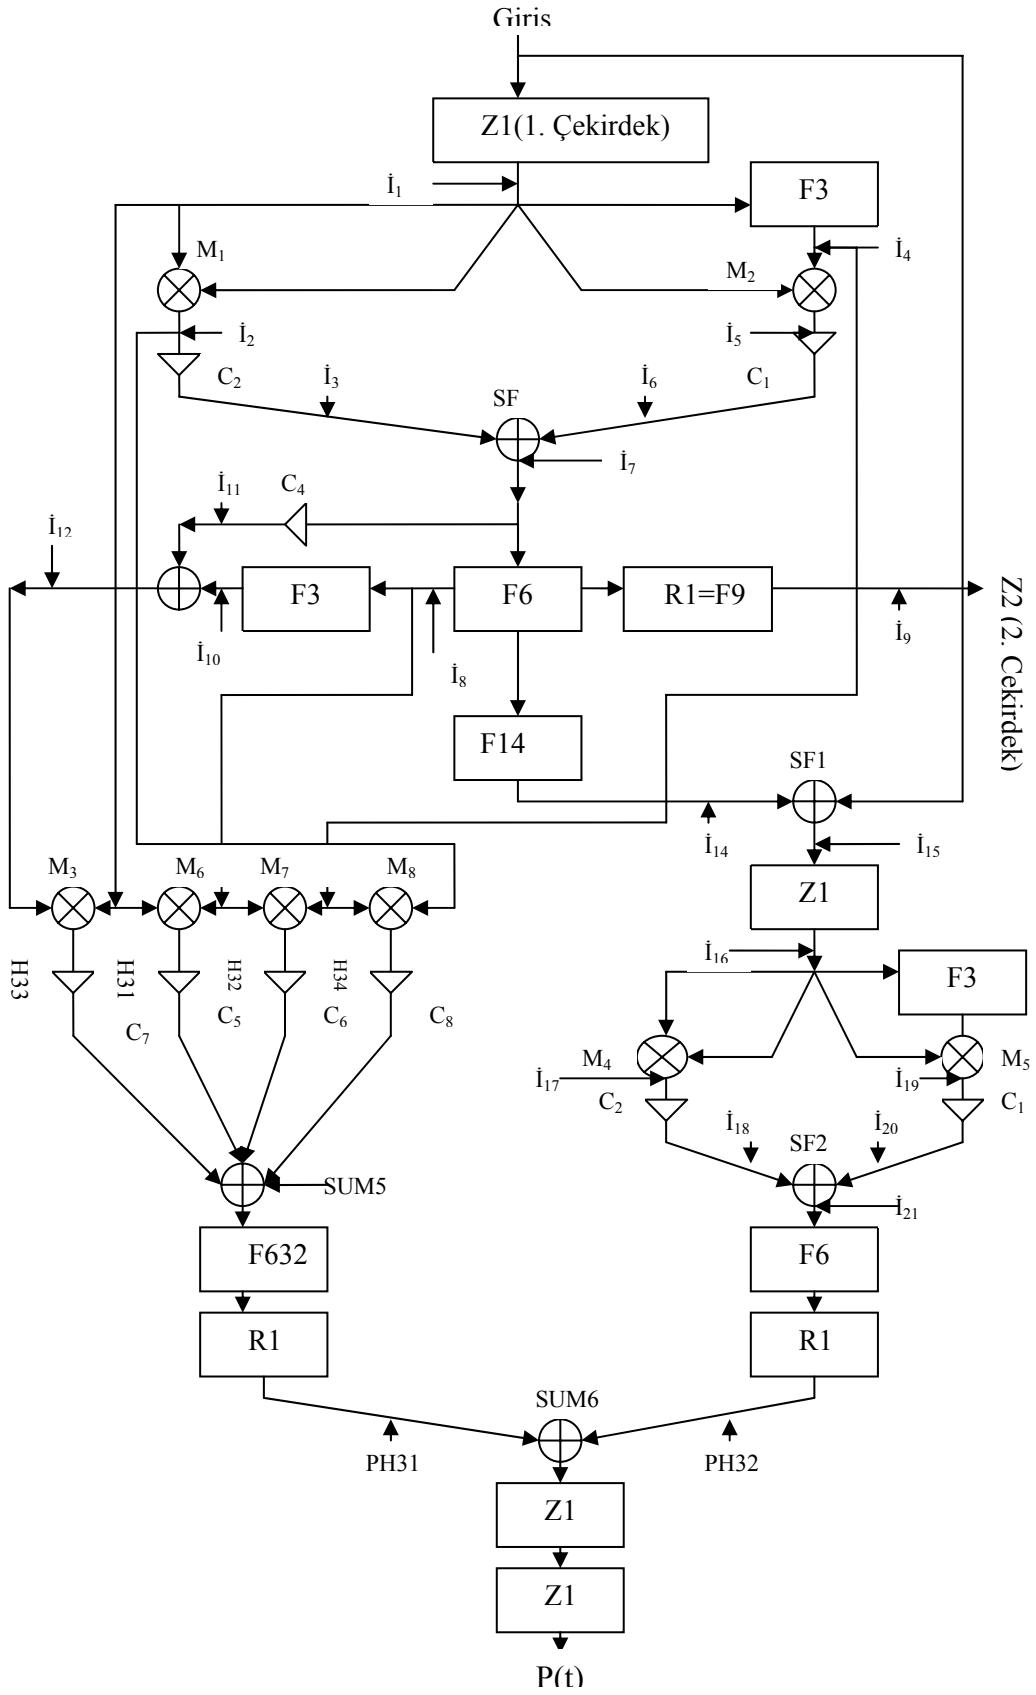 Giris
Z1(1. Çekirdek)
İ1
F3
M1
M2
İ4
İ2
İ5
C2
İ3
İ6
C1
SF
İ7
İ11
C4
İ12
F3
F6
R1=F9
Z2 (2. Cekirdek)
İ10
İ8
İ9
F14
SF1
İ14
İ15
M3
M6
M7
M8
Z1
İ16
H33
H31
H32
H34
F3
C7
C5
C6
C8
M4
M5
İ17
İ19
C2
C1
İ18
İ20
SF2
SUM5
İ21
F632
F6
R1
R1
SUM6
PH31
PH32
Z1
Z1
P(t)